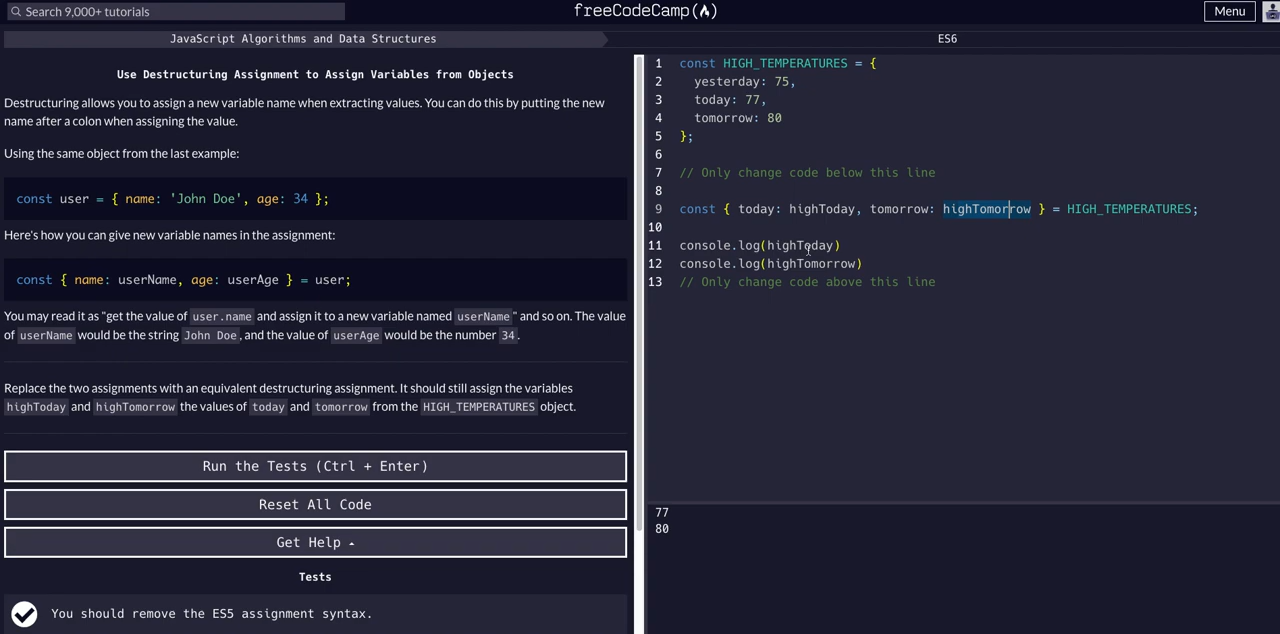 Search 9,000+ tutorials
freeCodeCamp
Menu
JavaScript Algorithms and Data Structures
ES6
Use Destructuring Assignment to Assign Variables from Objects
Destructuring allows you to assign a new variable name when extracting values. You can do this by putting the new
name after a colon when assigning the value.
Using the same object from the last example:
const user = { name: 'John Doe', age: 34 };
Here's how you can give new variable names in the assignment:
const { name: userName, age: userAge } = user;
You may read it as "get the value of user.name and assign it to a new variable named userName" and so on. The value
of userName would be the string John Doe, and the value of userAge would be the number 34.
Replace the two assignments with an equivalent destructuring assignment. It should still assign the variables
highToday and highTomorrow the values of today and tomorrow from the HIGH_TEMPERATURES object.
Run the Tests (Ctrl + Enter)
Reset All Code
Get Help
Tests
You should remove the ES5 assignment syntax.
1 const HIGH_TEMPERATURES = {
2 yesterday: 75,
3 today: 77,
4 tomorrow: 80
5 };
6
7 // Only change code below this line
8
9 const { today: highToday, tomorrow: highTomorrow } = HIGH_TEMPERATURES;
10
11 console.log(highToday)
12 console.log(highTomorrow)
13 // Only change code above this line
77
80